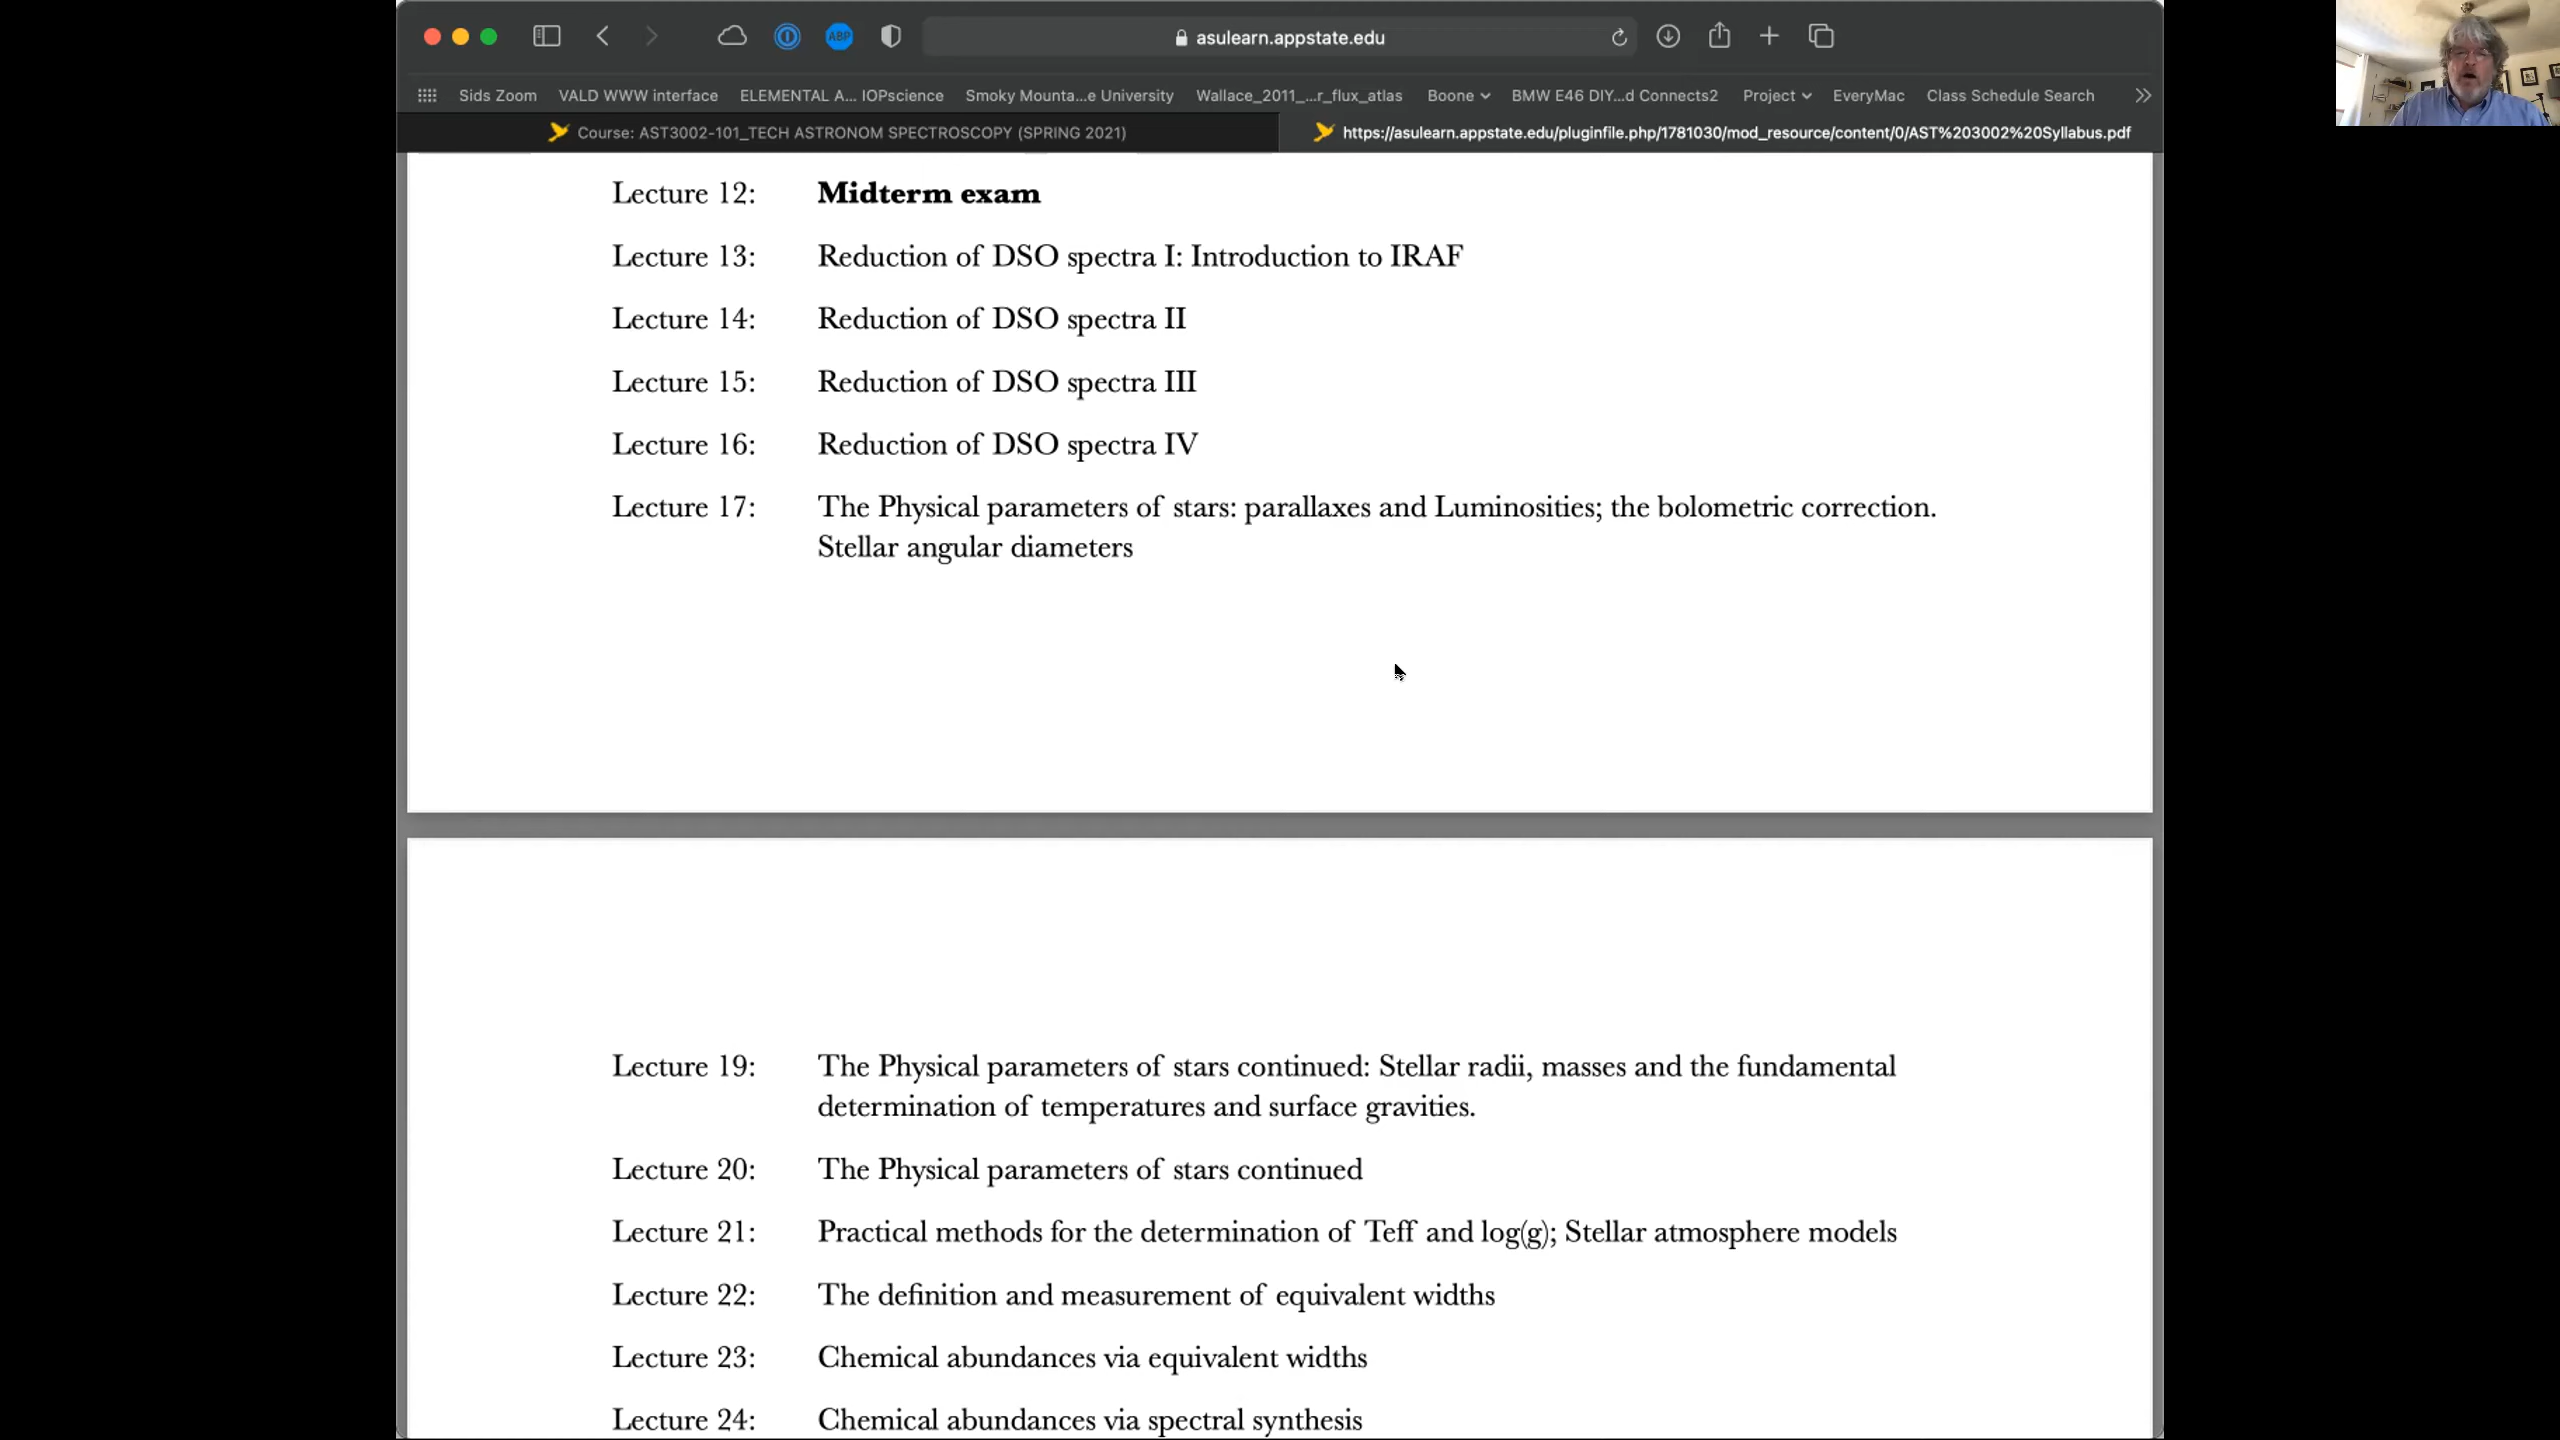 ABP
asulearn.appstate.edu
Sids Zoom VALD WWW interface ELEMENTAL A... IOPscience Smoky Mounta...e University Wallace_2011_...r_flux_atlas Boone BMW E46 DIY...d Connects2 Project EveryMac Class Schedule Search
Course: AST3002-101_TECH ASTRONOM SPECTROSCOPY (SPRING 2021) https://asulearn.appstate.edu/pluginfile.php/1781030/mod_resource/content/0/AST%203002%20Syllabus.pdf
Lecture 12: Midterm exam
Lecture 13: Reduction of DSO spectra I: Introduction to IRAF
Lecture 14: Reduction of DSO spectra II
Lecture 15: Reduction of DSO spectra III
Lecture 16: Reduction of DSO spectra IV
Lecture 17: The Physical parameters of stars: parallaxes and Luminosities; the bolometric correction.
Stellar angular diameters
Lecture 19: The Physical parameters of stars continued: Stellar radii, masses and the fundamental
determination of temperatures and surface gravities.
Lecture 20: The Physical parameters of stars continued
Lecture 21: Practical methods for the determination of Teff and log(g); Stellar atmosphere models
Lecture 22: The definition and measurement of equivalent widths
Lecture 23: Chemical abundances via equivalent widths
Lecture 24: Chemical abundances via spectral synthesis